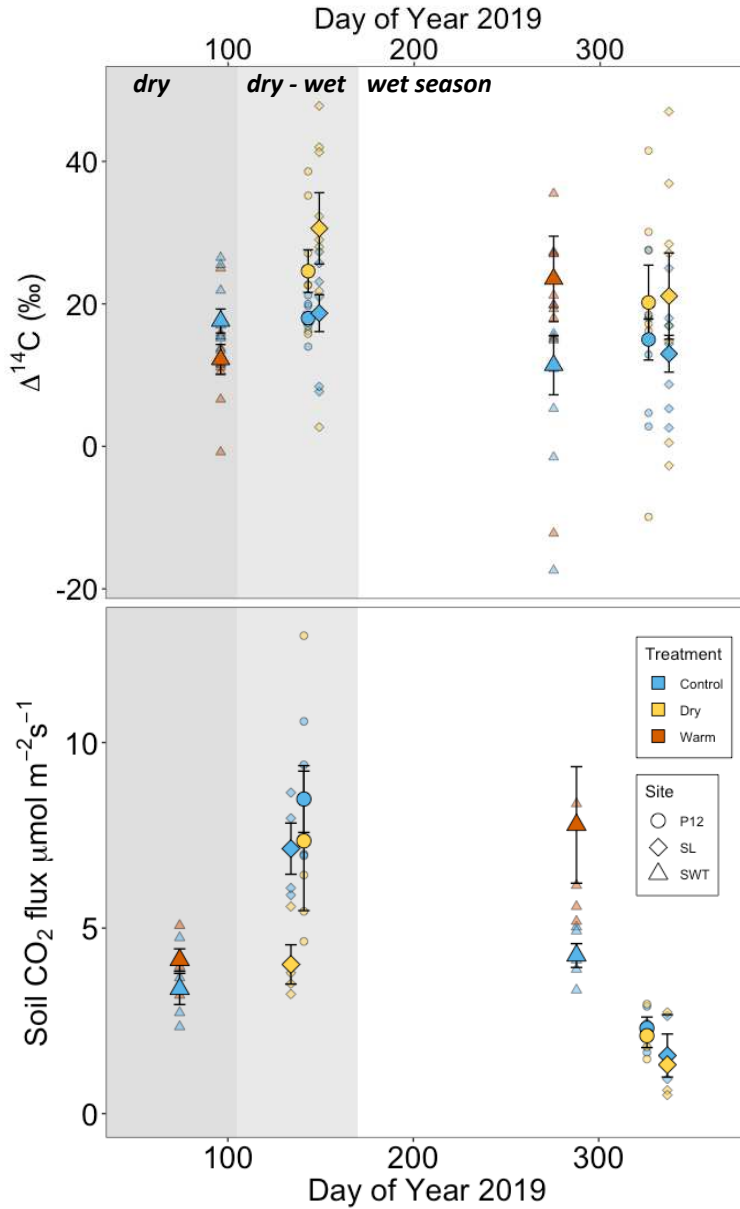 Day of Year 2019
100 200 300
dry dry - wet wet season
40
20
0
-20
Δ¹⁴C (‰)
10
5
0
Soil CO₂ flux μmol m⁻²s⁻¹
Treatment
Control
Dry
Warm
Site
P12
SL
SWT
100 200 300
Day of Year 2019